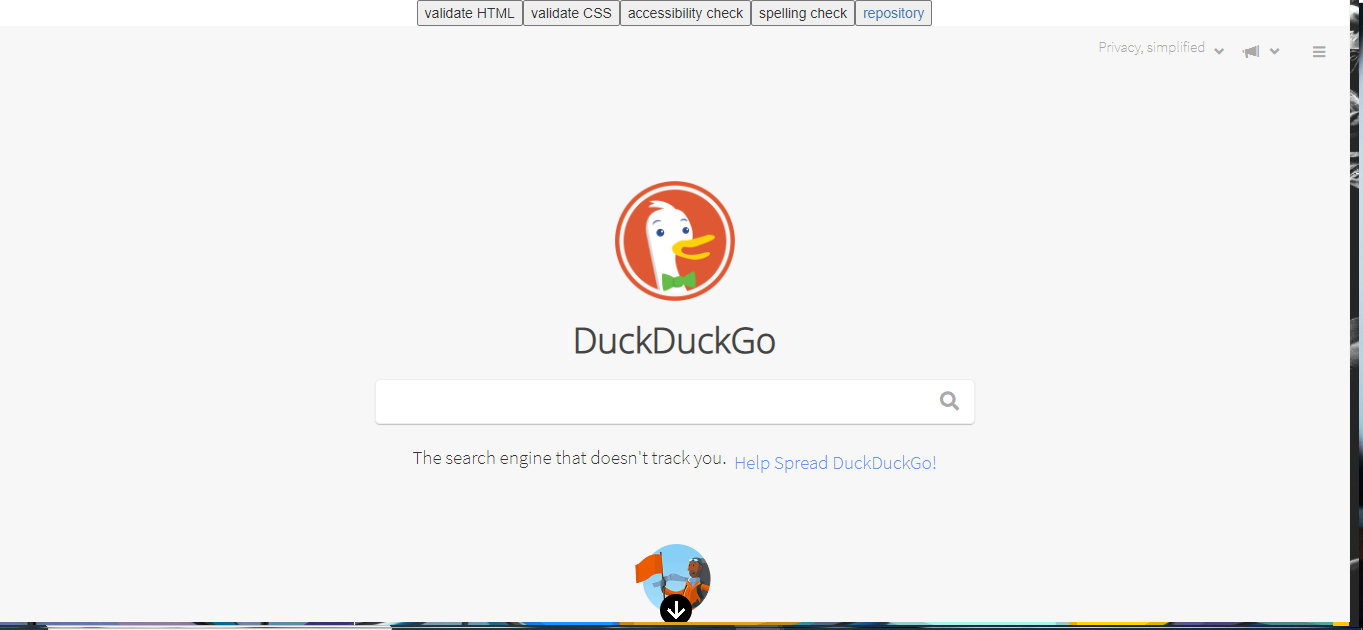 validate HTML validate CSS accessibility check spelling check repository
Privacy, simplified
DuckDuckGo
The search engine that doesn't track you. Help Spread DuckDuckGo!